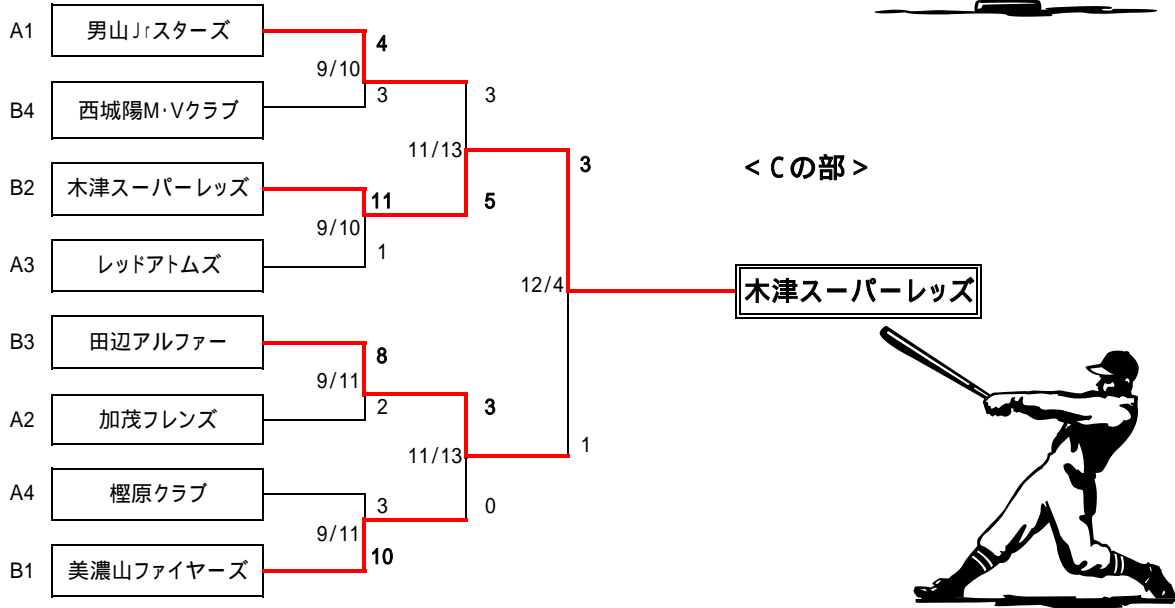 A1 男山Jrスターズ
4
9/10
B4 西城陽M・Vクラブ
3
3
11/13
3
<Cの部>
B2 木津スーパーレッズ
11
5
9/10
A3 レッドアトムズ
1
12/4
木津スーパーレッズ
B3 田辺アルファー
8
9/11
A2 加茂フレンズ
2
3
1
11/13
A4 樫原クラブ
3
0
9/11
10
B1 美濃山ファイヤーズ